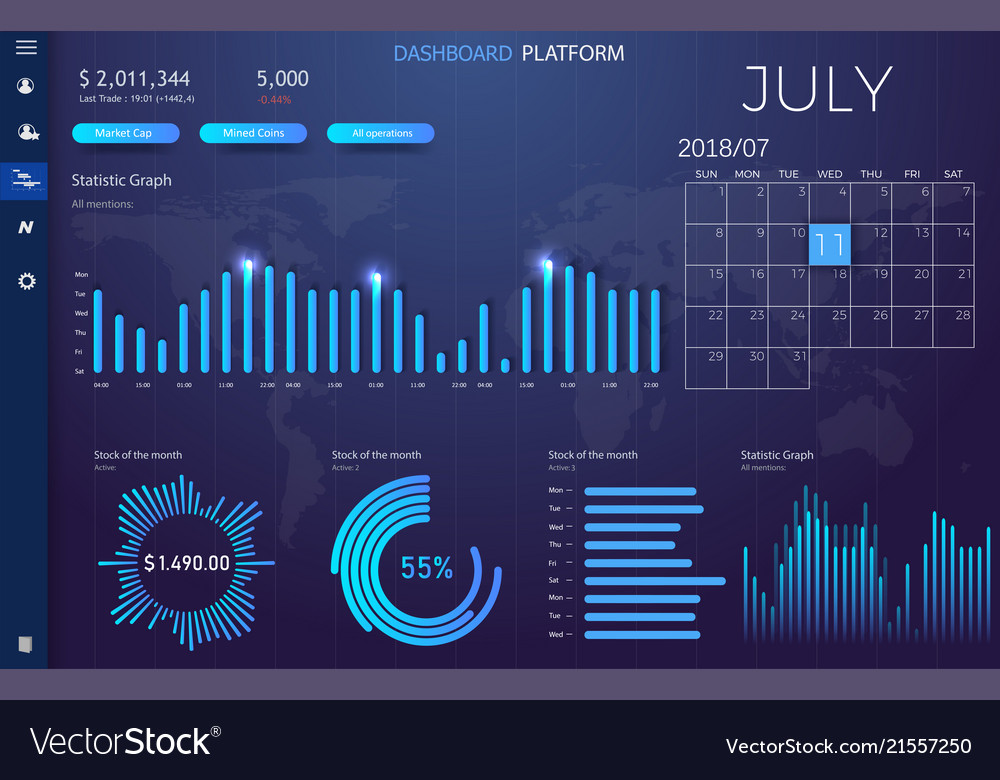 DASHBOARD PLATFORM
$ 2,011,344
5,000
Last Trade : 19:01 (+1442,4)
-0.44%
Market Cap
Mined Coins
All operations
JULY
2018/07
SUN MON TUE WED THU FRI SAT
1 2 3 4 5 6 7
8 9 10 11 12 13 14
15 16 17 18 19 20 21
22 23 24 25 26 27 28
29 30 31
Statistic Graph
All mentions:
Mon
Tue
Wed
Thu
Fri
Sat
04:00 15:00 01:00 11:00 22:00 04:00 15:00 01:00 11:00 22:00 04:00 15:00 01:00 11:00 22:00
N
Stock of the month
Active:
$1.490.00
Stock of the month
Active: 2
55%
Stock of the month
Active: 3
Mon
Tue
Wed
Thu
Fri
Sat
Mon
Tue
Wed
Statistic Graph
All mentions:
VectorStock®
VectorStock.com/21557250